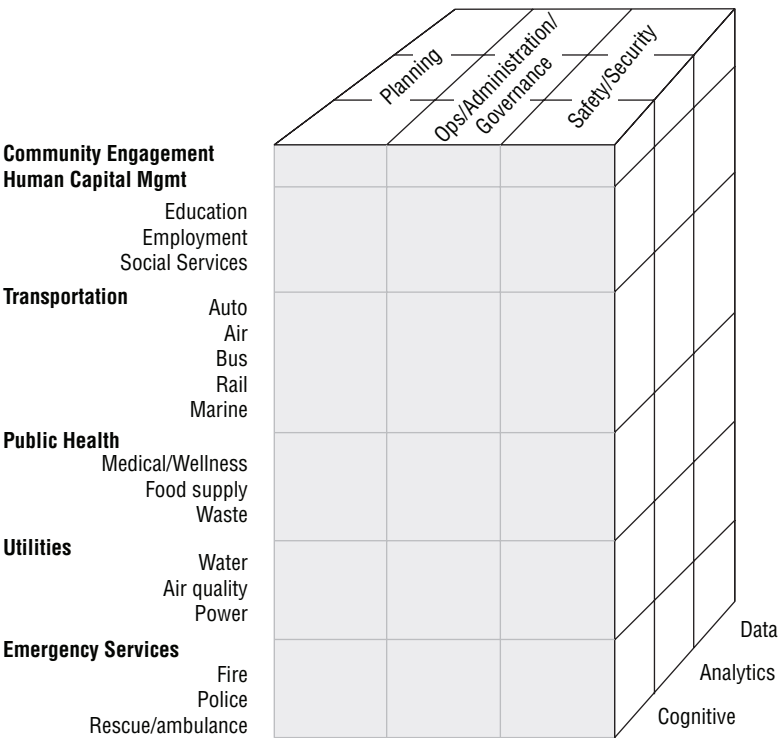 Planning
Ops/Administration/
Governance
Safety/Security
Community Engagement
Human Capital Mgmt
Education
Employment
Social Services
Transportation
Auto
Air
Bus
Rail
Marine
Public Health
Medical/Wellness
Food supply
Waste
Utilities
Water
Air quality
Power
Emergency Services
Fire
Police
Rescue/ambulance
Data
Analytics
Cognitive